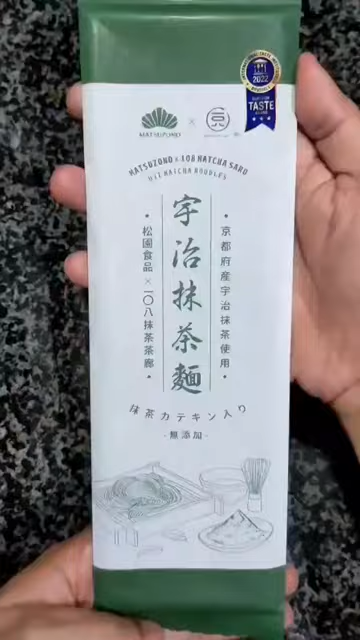 2022
TASTE
MATSUZONO
×
MATSUZONO × 108 MATCHA SARO
UJI MATCHA NOODLES
宇治抹茶麺
・京都府産宇治抹茶使用・
・松園食品×一〇八抹茶茶廊・
抹茶カテキン入り
-無添加-